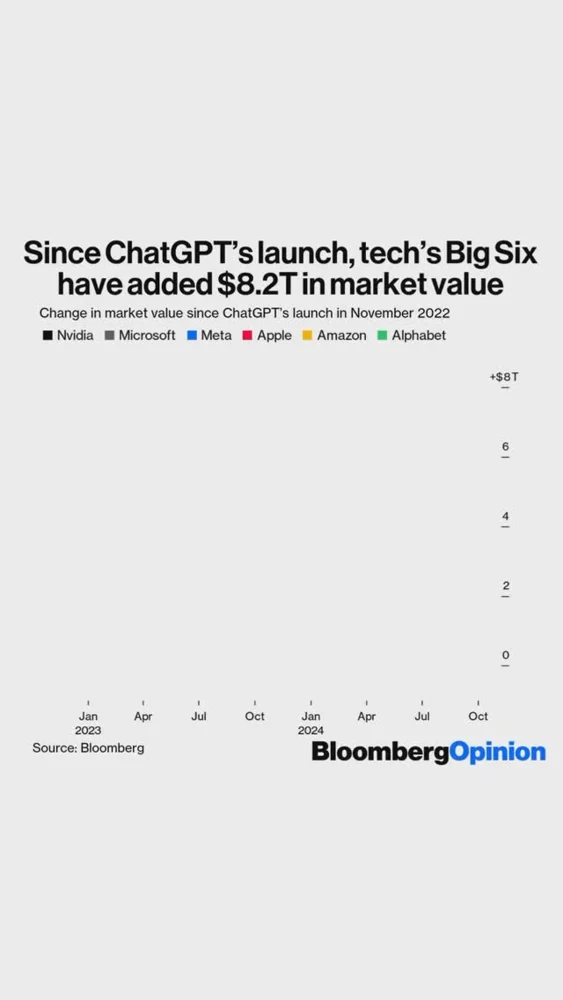 Since ChatGPT’s launch, tech’s Big Six
have added $8.2T in market value
Change in market value since ChatGPT’s launch in November 2022
Nvidia Microsoft Meta Apple Amazon Alphabet
+$8T
6
4
2
0
Jan Apr Jul Oct Jan Apr Jul Oct
2023 2024
Source: Bloomberg
BloombergOpinion